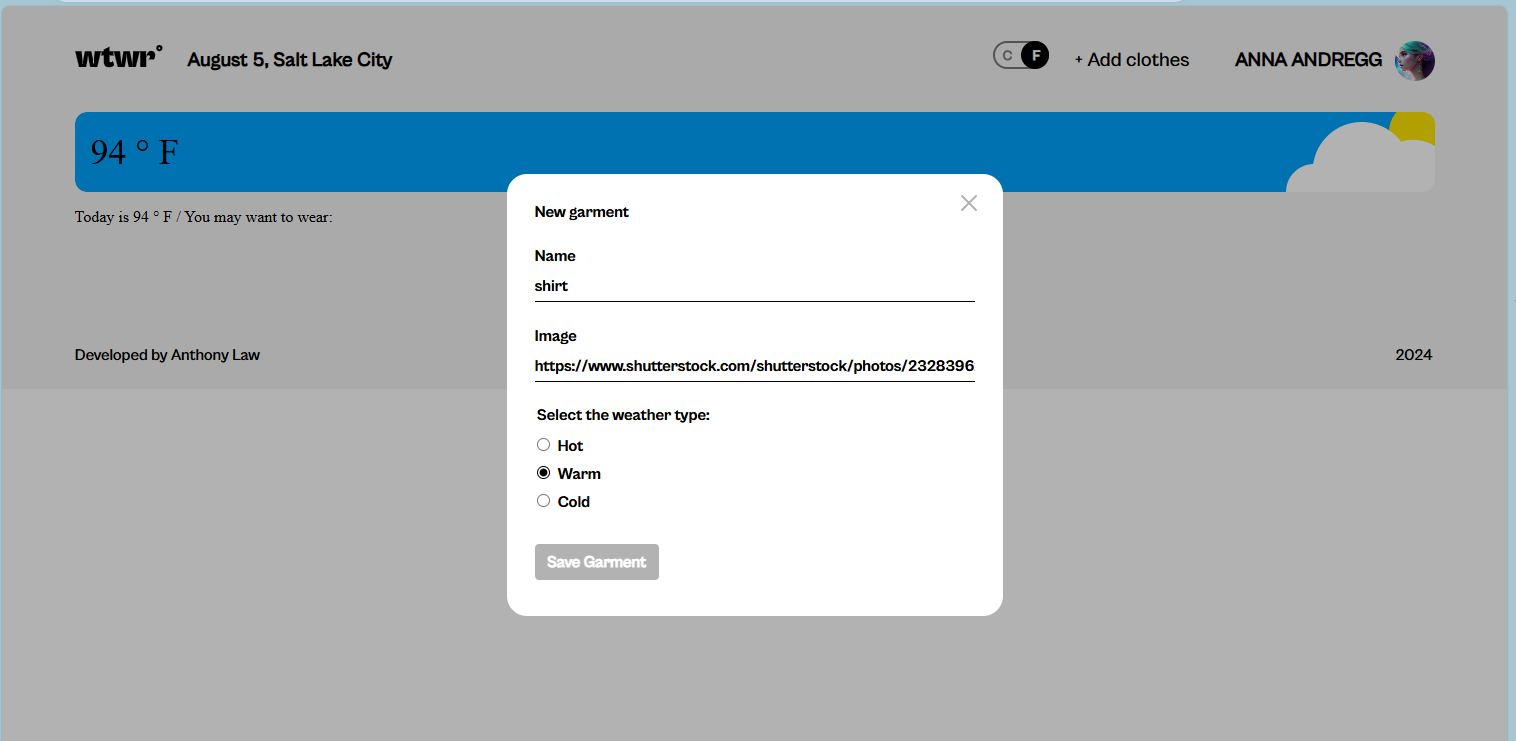 wtwr°
August 5, Salt Lake City
C F
+ Add clothes
ANNA ANDREGG
94 ° F
Today is 94 ° F / You may want to wear:
New garment
Name
shirt
Image
https://www.shutterstock.com/shutterstock/photos/2328396
Select the weather type:
Hot
Warm
Cold
Save Garment
Developed by Anthony Law
2024